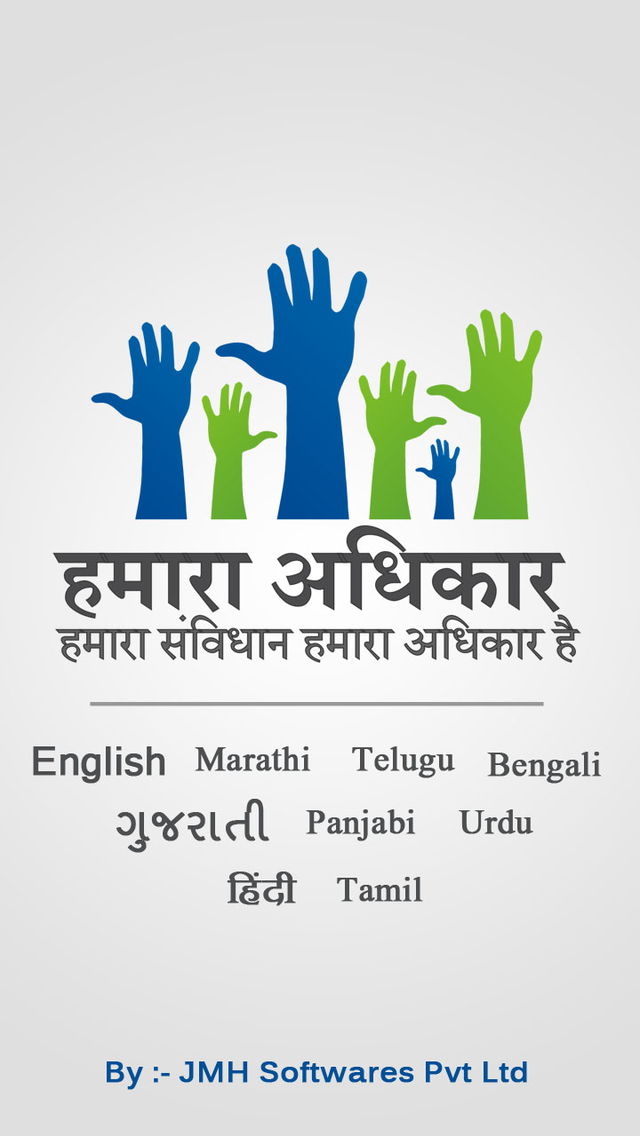 हमारा अधिकार
हमारा संविधान हमारा अधिकार है
English Marathi Telugu Bengali
ગુજરાતી Panjabi Urdu
हिंदी Tamil
By :- JMH Softwares Pvt Ltd